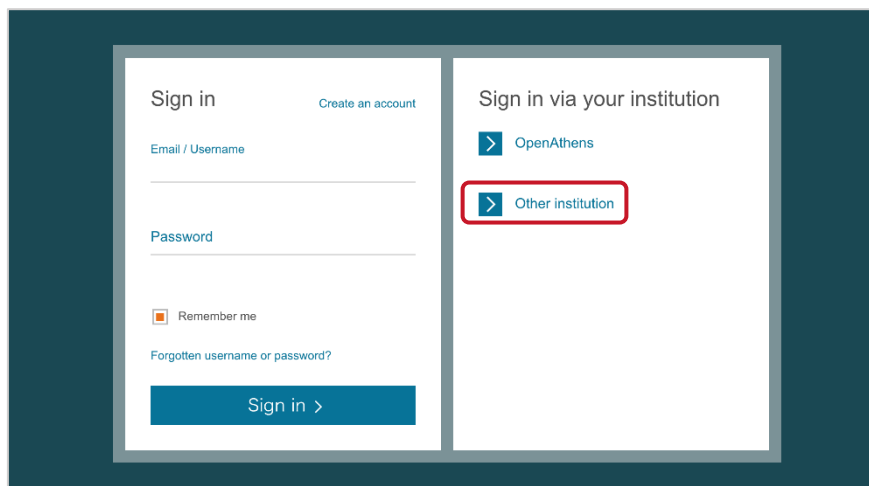 Sign in
Create an account
Email / Username
Password
Remember me
Forgotten username or password?
Sign in
Sign in via your institution
OpenAthens
Other institution